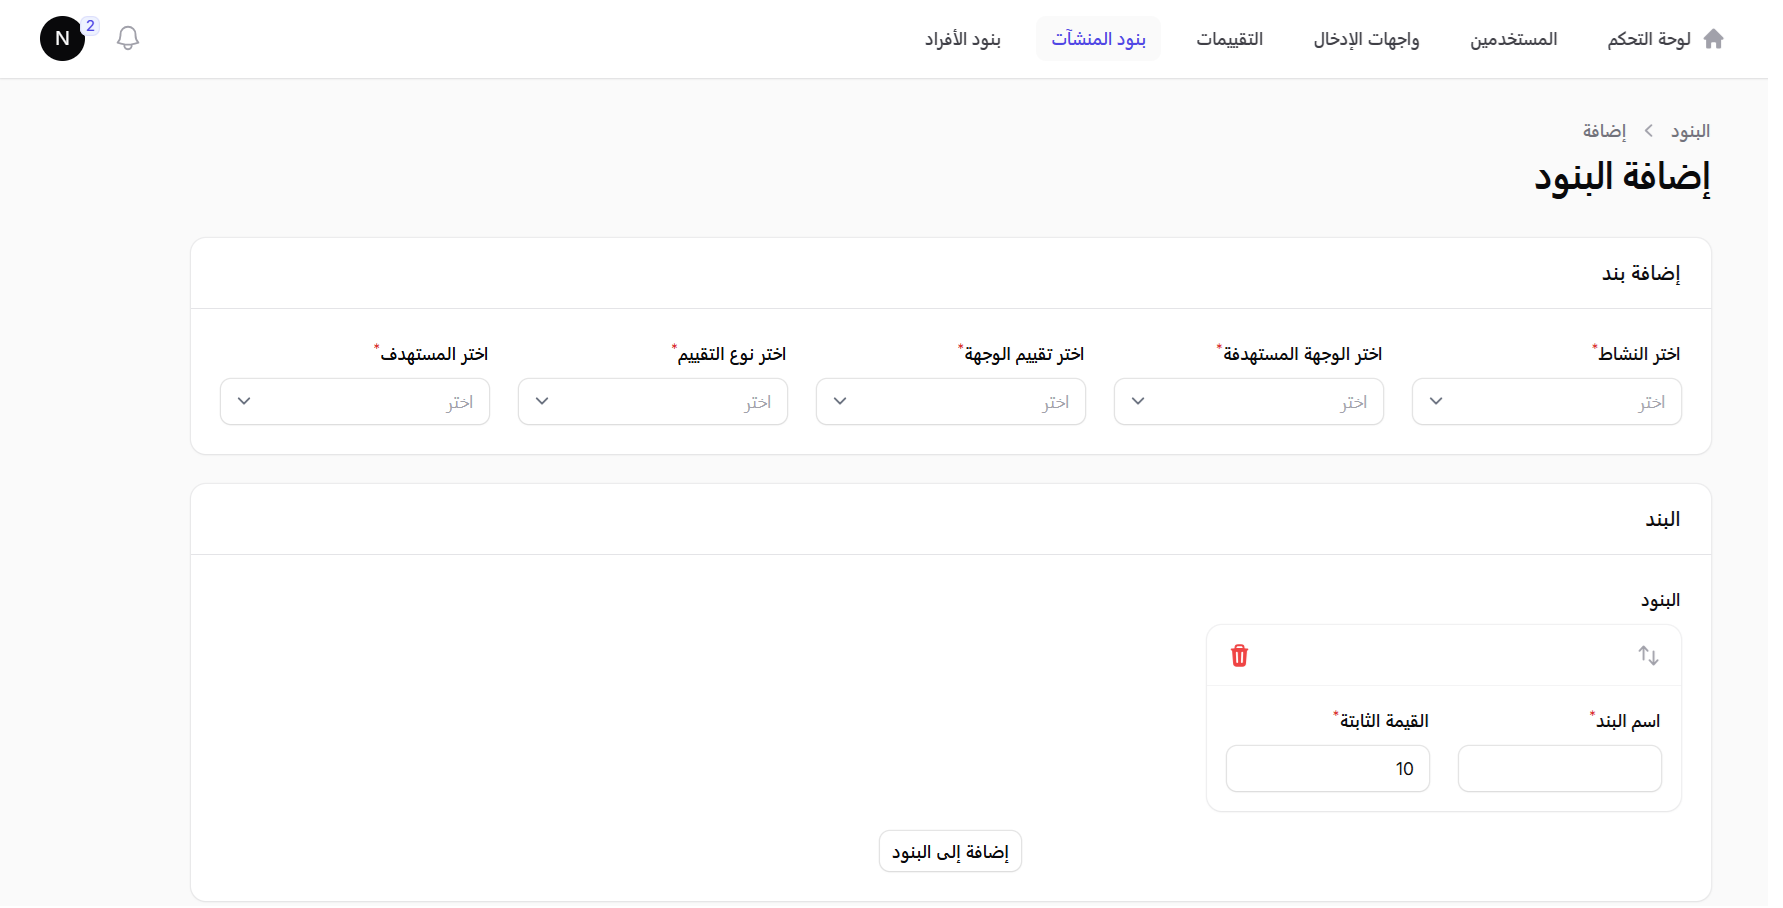 لوحة التحكم
المستخدمين
واجهات الإدخال
التقييمات
بنود المنشآت
بنود الأفراد
2
N
البنود
إضافة
إضافة البنود
إضافة بند
اختر النشاط*
اختر الوجهة المستهدفة*
اختر تقييم الوجهة*
اختر نوع التقييم*
اختر المستهدف*
اختر
اختر
اختر
اختر
اختر
البند
البنود
اسم البند*
القيمة الثابتة*
10
إضافة إلى البنود